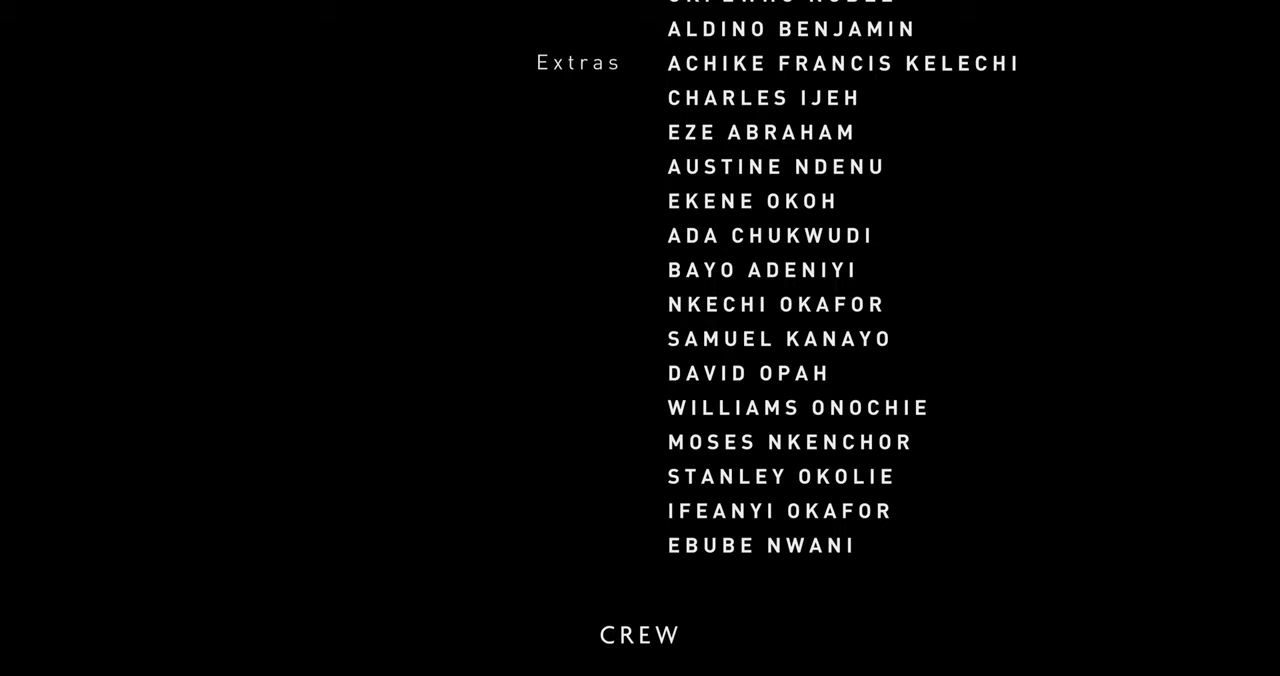 ALDINO BENJAMIN
Extras ACHIKE FRANCIS KELECHI
CHARLES IJEH
EZE ABRAHAM
AUSTINE NDENU
EKENE OKOH
ADA CHUKWUDI
BAYO ADENIYI
NKECHI OKAFOR
SAMUEL KANAYO
DAVID OPAH
WILLIAMS ONOCHIE
MOSES NKENCHOR
STANLEY OKOLIE
IFEANYI OKAFOR
EBUBE NWANI
CREW